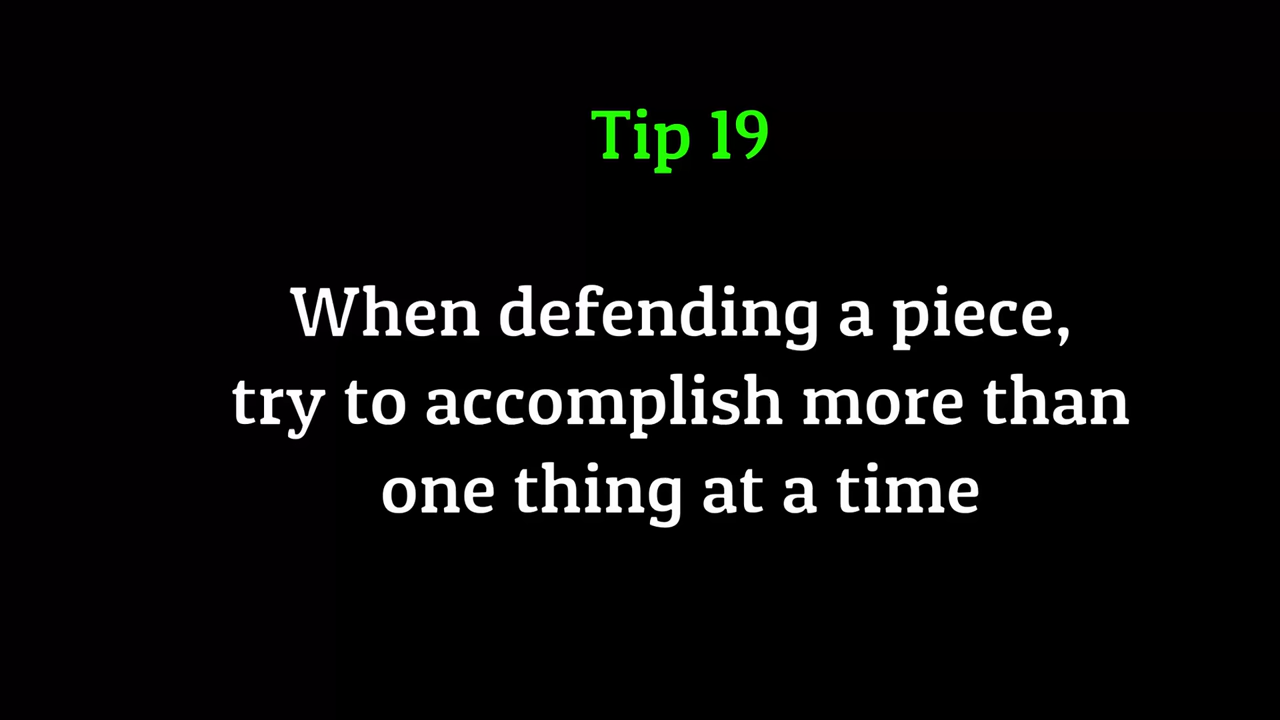 Tip 19
When defending a piece,
try to accomplish more than
one thing at a time